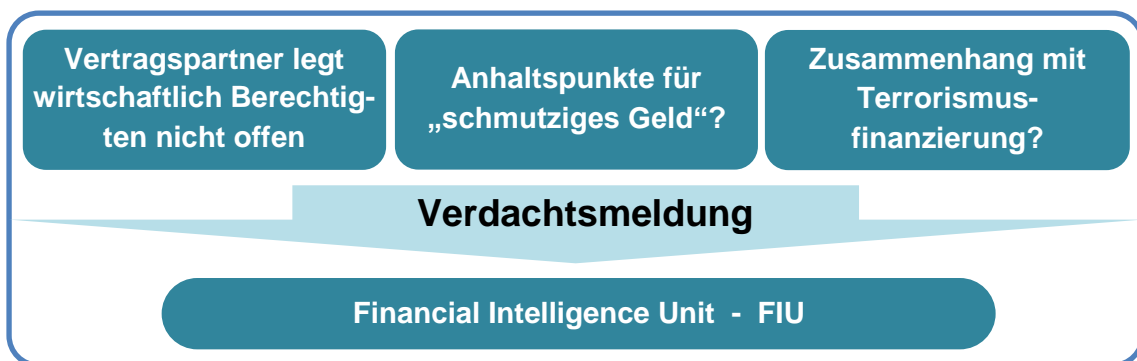 Vertragspartner legt
wirtschaftlich Berechtig-
ten nicht offen
Anhaltspunkte für
„schmutziges Geld“?
Zusammenhang mit
Terrorismus-
finanzierung?
Verdachtsmeldung
Financial Intelligence Unit - FIU